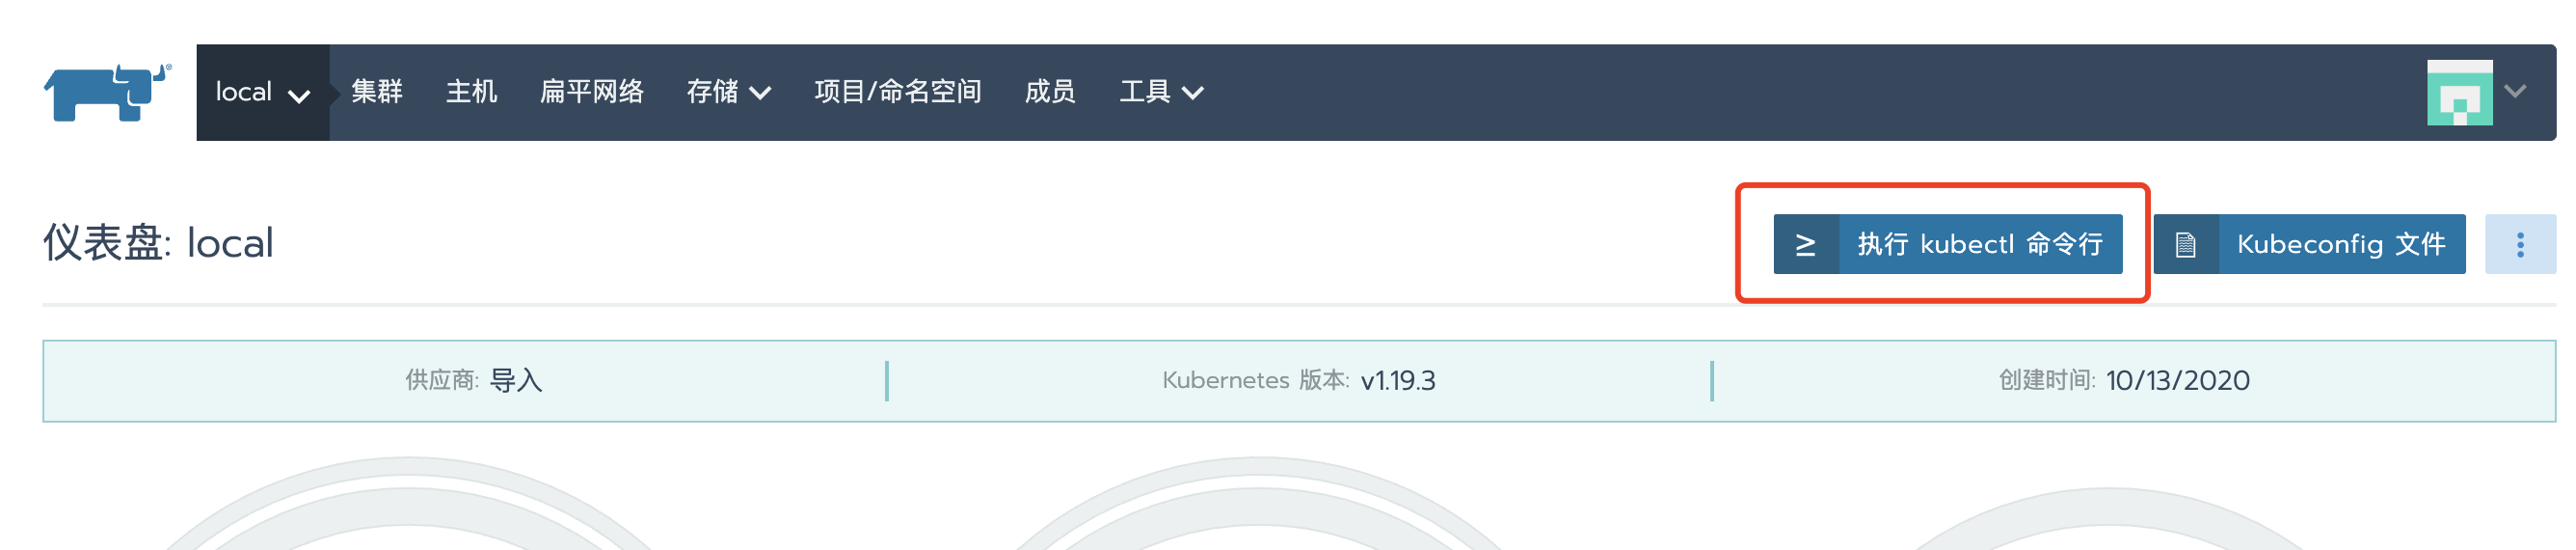 local 集群 主机 扁平网络 存储 项目/命名空间 成员 工具
仪表盘: local 执行 kubectl 命令行 Kubeconfig 文件
供应商: 导入 Kubernetes 版本: v1.19.3 创建时间: 10/13/2020